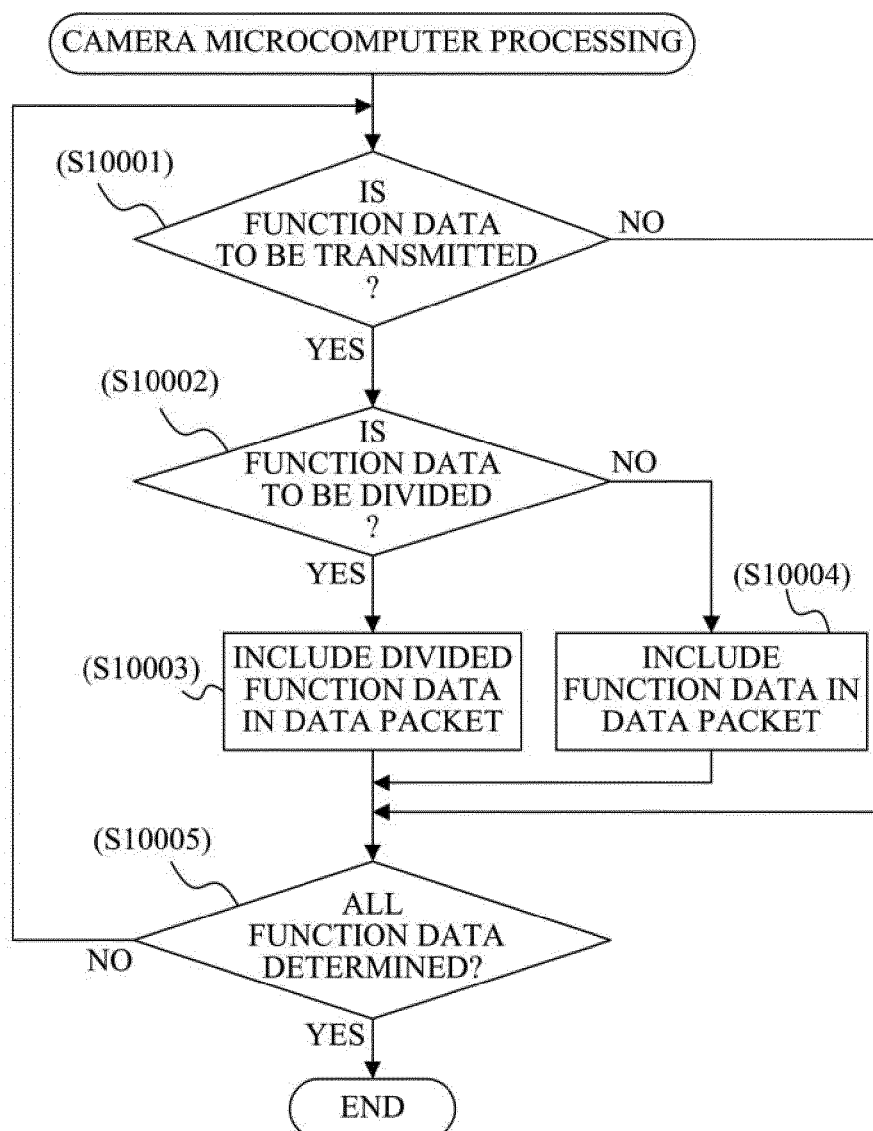 CAMERA MICROCOMPUTER PROCESSING
(S10001)
IS
FUNCTION DATA
TO BE TRANSMITTED
?
NO
YES
(S10002)
IS
FUNCTION DATA
TO BE DIVIDED
?
NO
YES
(S10003)
INCLUDE DIVIDED
FUNCTION DATA
IN DATA PACKET
(S10004)
INCLUDE
FUNCTION DATA IN
DATA PACKET
(S10005)
ALL
FUNCTION DATA
DETERMINED?
NO
YES
END